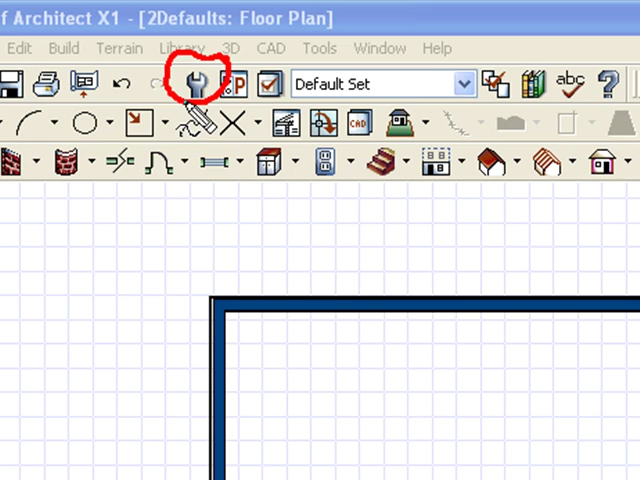 f Architect X1 - [2Defaults: Floor Plan]
Edit Build Terrain Library 3D CAD Tools Window Help
P Default Set abc ?
CAD